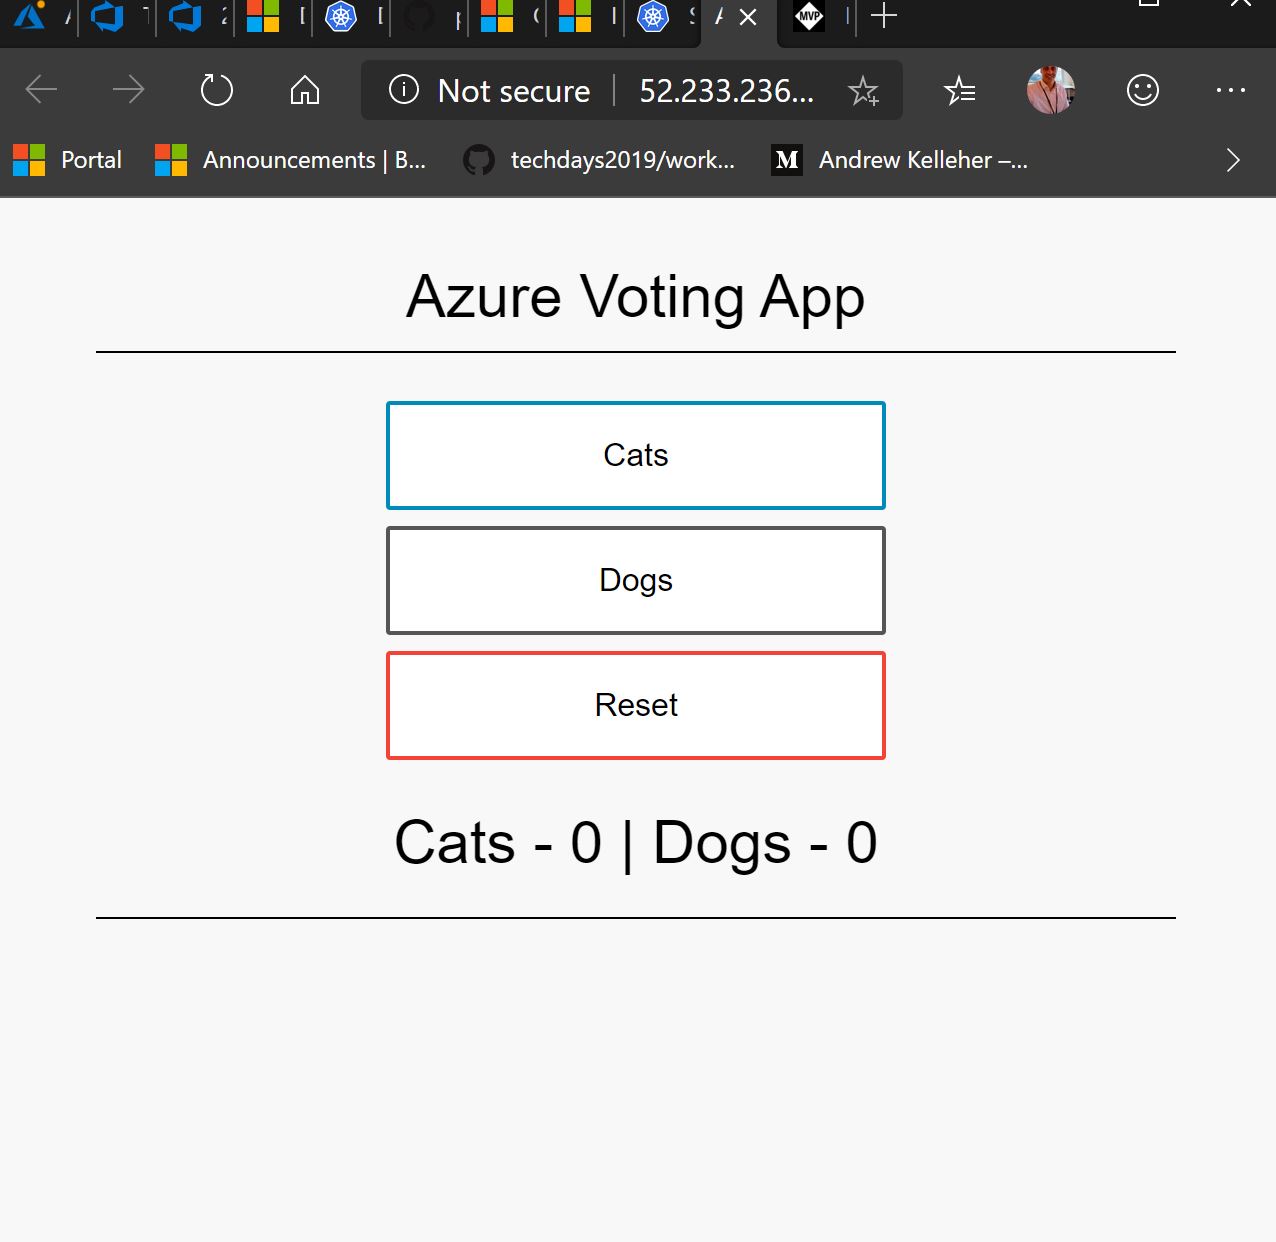 MVP
Not secure
52.233.236...
Portal
Announcements | B...
techdays2019/work...
M
Andrew Kelleher –...
Azure Voting App
Cats
Dogs
Reset
Cats - 0 | Dogs - 0